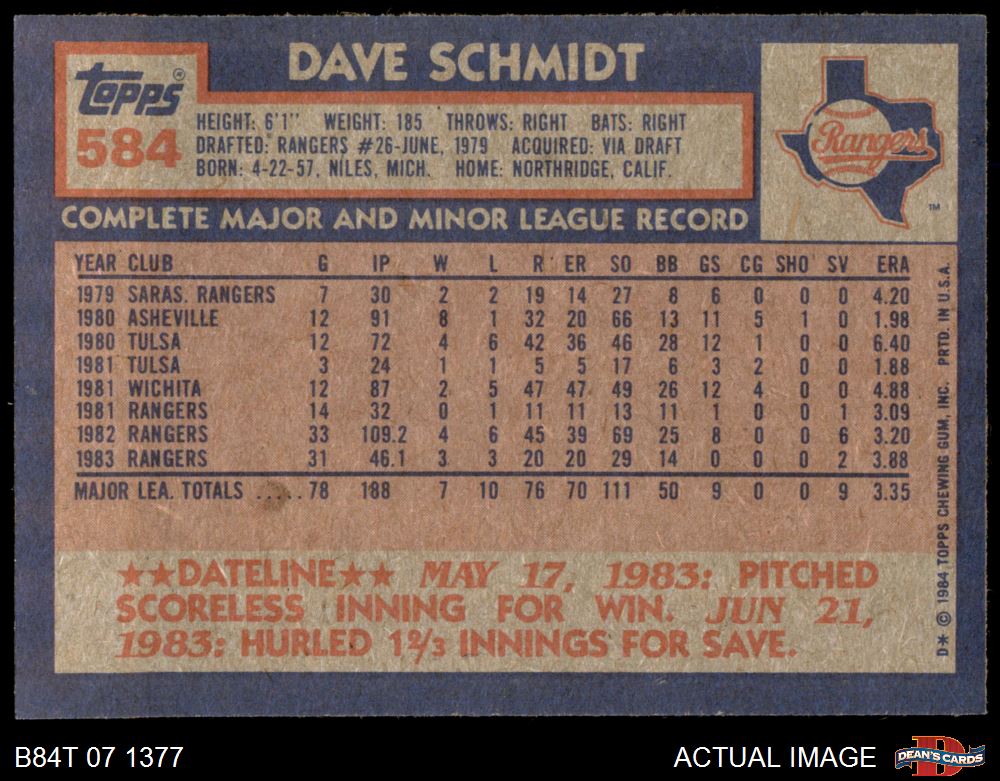 DAVE SCHMIDT
TOPPS®
584
HEIGHT: 6'1" WEIGHT: 185 THROWS: RIGHT BATS: RIGHT
DRAFTED: RANGERS #26-JUNE, 1979 ACQUIRED: VIA DRAFT
BORN: 4-22-57, NILES, MICH. HOME: NORTHRIDGE, CALIF.
Rangers
TM
COMPLETE MAJOR AND MINOR LEAGUE RECORD
YEAR CLUB G IP W L R ER SO BB GS CG SHO SV ERA
1979 SARAS. RANGERS 7 30 2 2 19 14 27 8 6 0 0 0 4.20
1980 ASHEVILLE 12 91 8 1 32 20 66 13 11 5 1 0 1.98
1980 TULSA 12 72 4 6 42 36 46 28 12 1 0 0 6.40
1981 TULSA 3 24 1 1 5 5 17 6 3 2 0 0 1.88
1981 WICHITA 12 87 2 5 47 47 49 26 12 4 0 0 4.88
1981 RANGERS 14 32 0 1 11 11 13 11 1 0 0 1 3.09
1982 RANGERS 33 109.2 4 6 45 39 69 25 8 0 0 6 3.20
1983 RANGERS 31 46.1 3 3 20 20 29 14 0 0 0 2 3.88
MAJOR LEA. TOTALS ..... 78 188 7 10 76 70 111 50 9 0 0 9 3.35
★★DATELINE★★ MAY 17, 1983: PITCHED
SCORELESS INNING FOR WIN. JUN 21,
1983: HURLED 1⅔ INNINGS FOR SAVE.
D* © 1984 TOPPS CHEWING GUM, INC. PRTD. IN U.S.A.
B84T 07 1377
ACTUAL IMAGE
D
DEAN'S CARDS